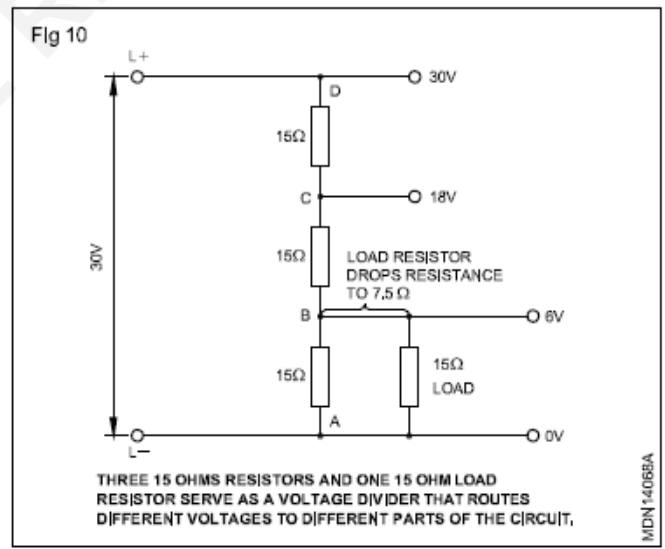 Fig 10
L+
30V
D
15Ω
C
18V
30V
15Ω
LOAD RESISTOR
DROPS RESISTANCE
TO 7.5 Ω
B
6V
15Ω
15Ω
LOAD
A
0V
L–
THREE 15 OHMS RESISTORS AND ONE 15 OHM LOAD
RESISTOR SERVE AS A VOLTAGE DIVIDER THAT ROUTES
DIFFERENT VOLTAGES TO DIFFERENT PARTS OF THE CIRCUIT.
MDN14068A